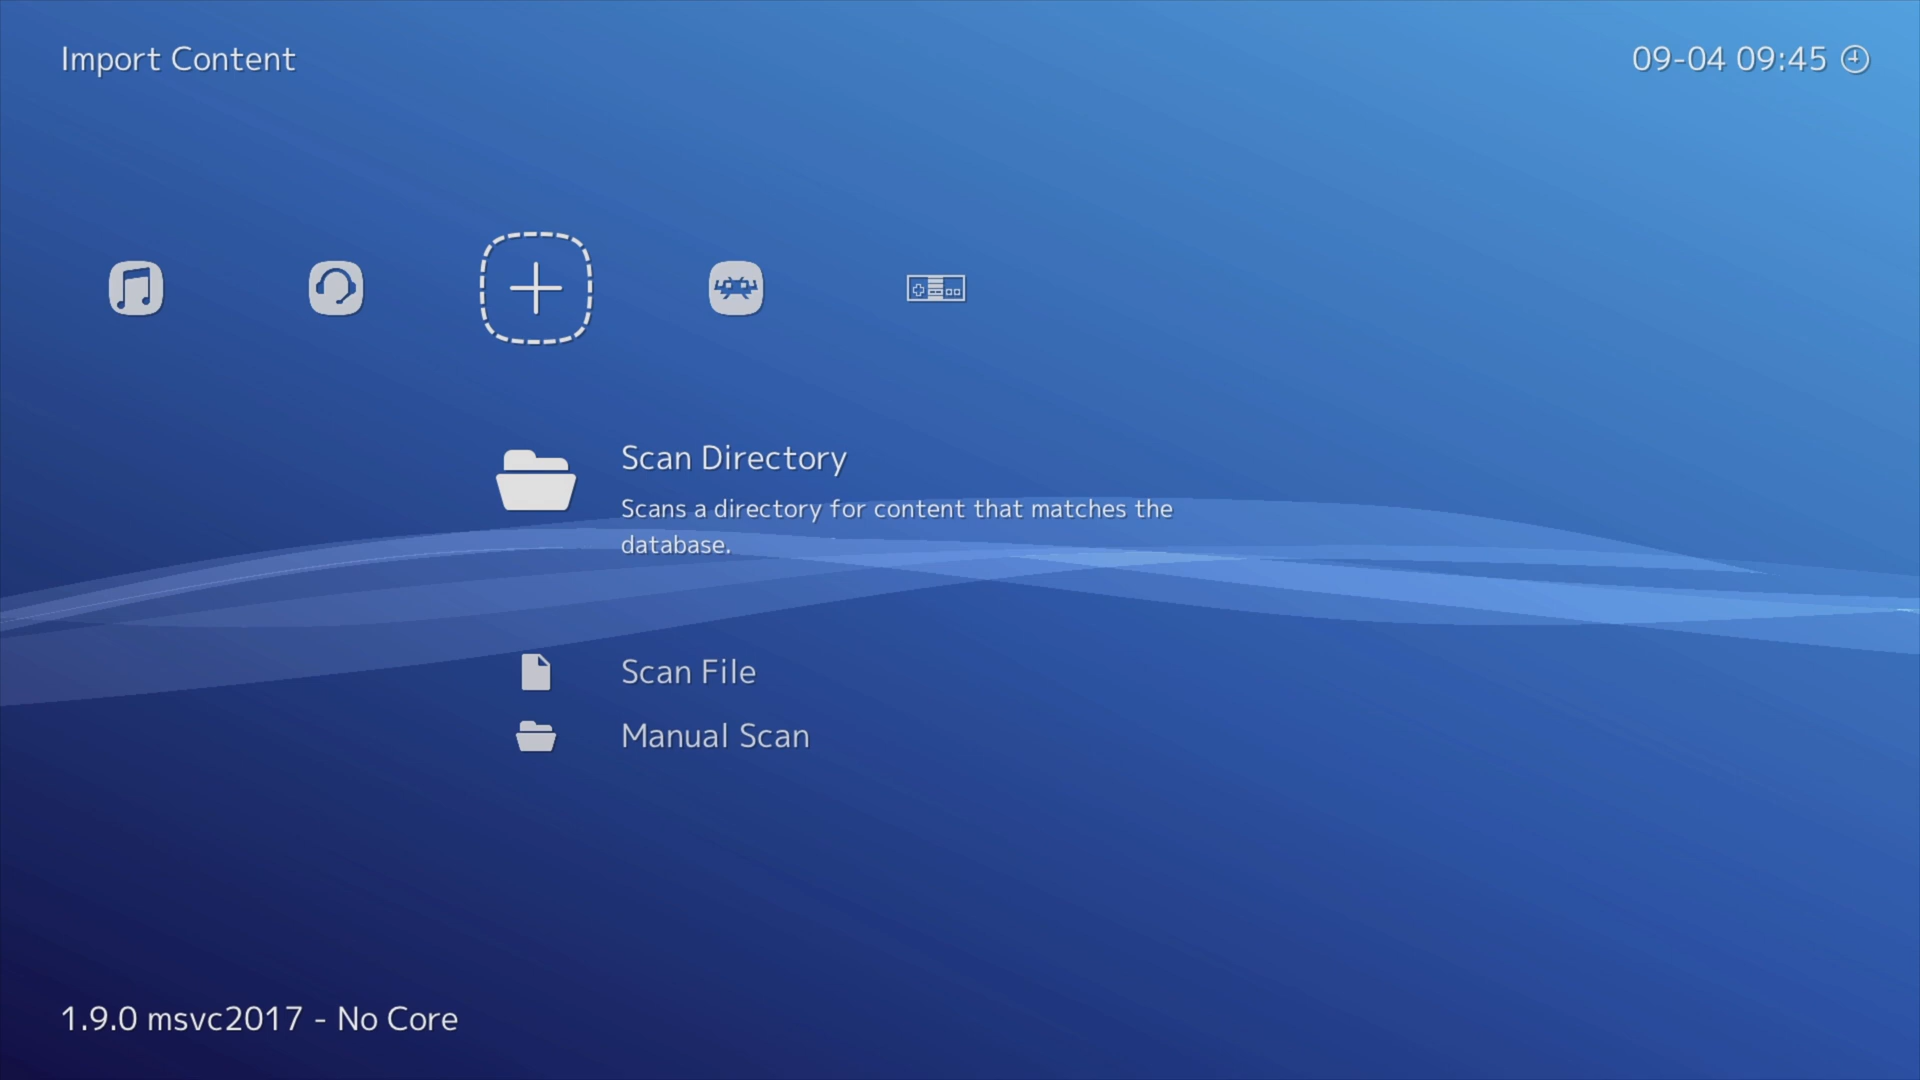 Import Content
09-04 09:45
Scan Directory
Scans a directory for content that matches the
database.
Scan File
Manual Scan
1.9.0 msvc2017 - No Core